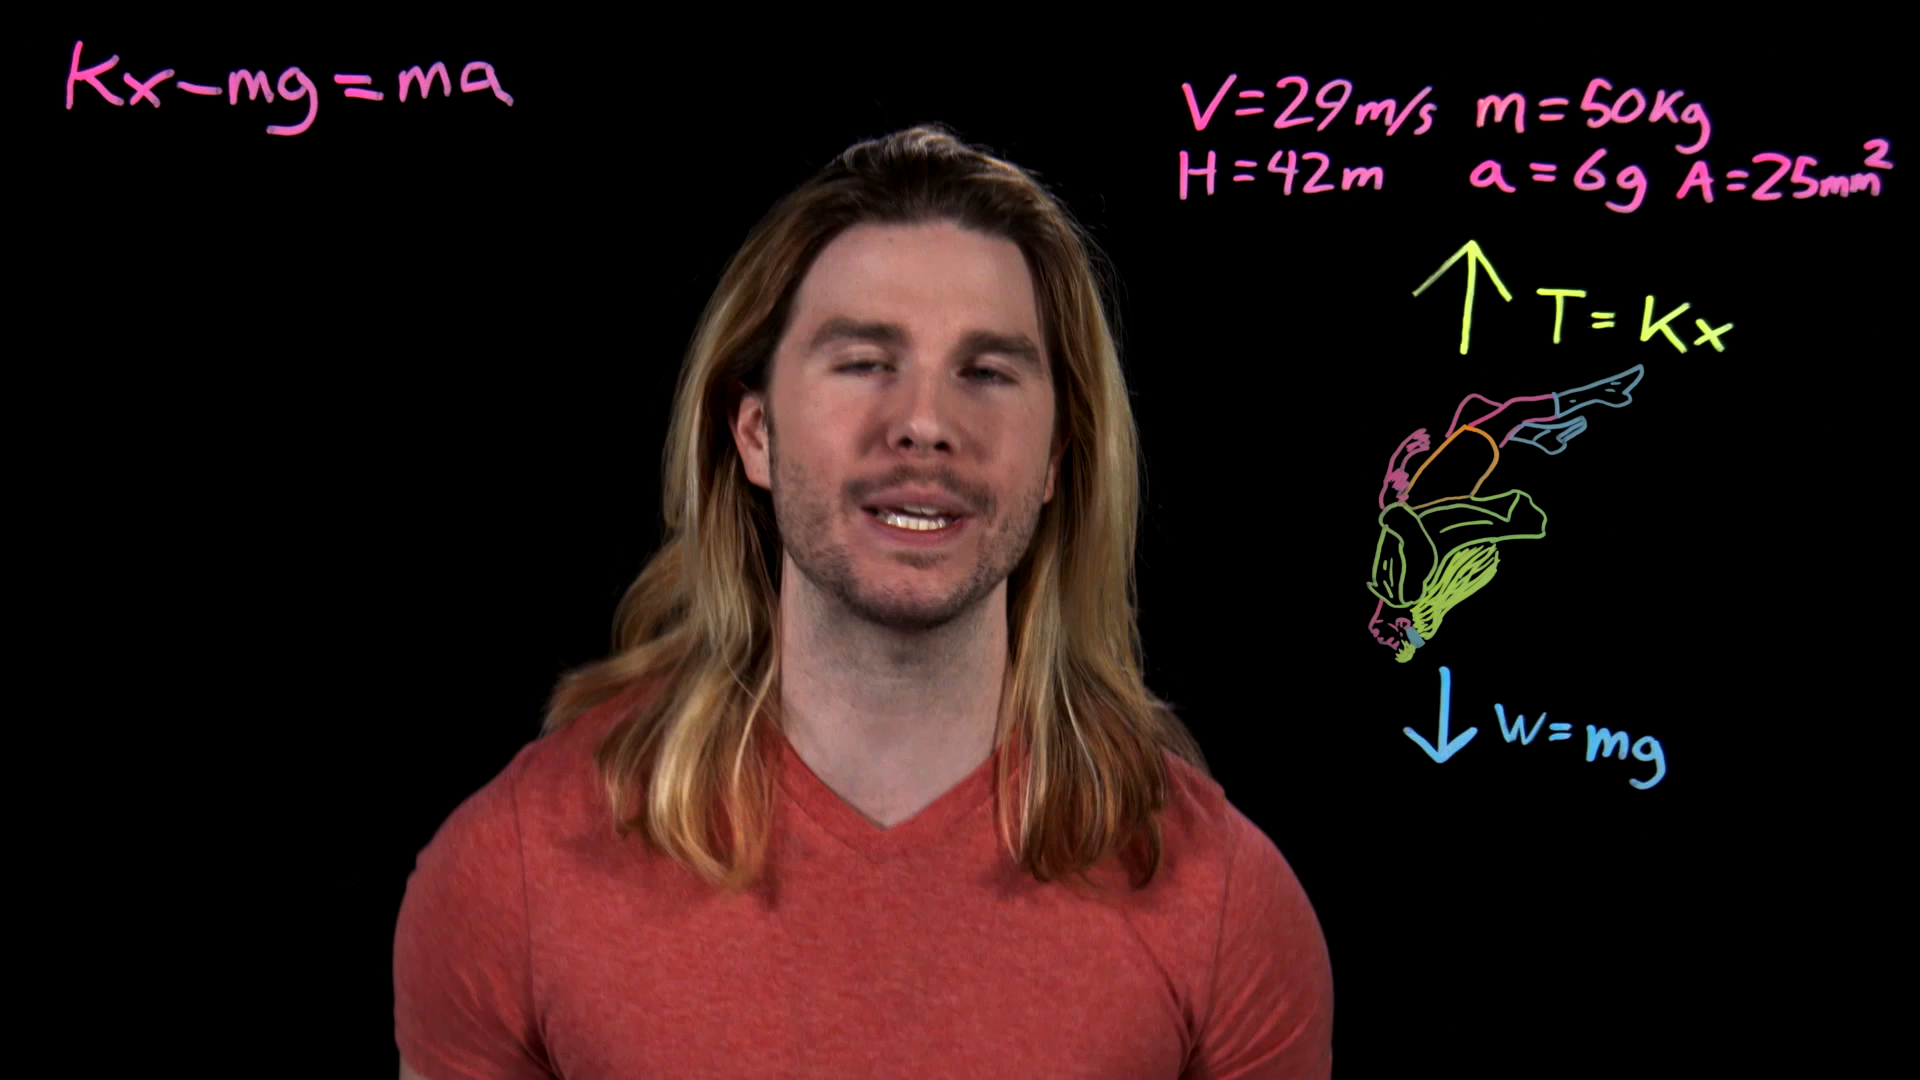 Kx-mg=ma
V=29m/s m=50Kg
H=42m a=6g A=25mm²
T=Kx
W=mg